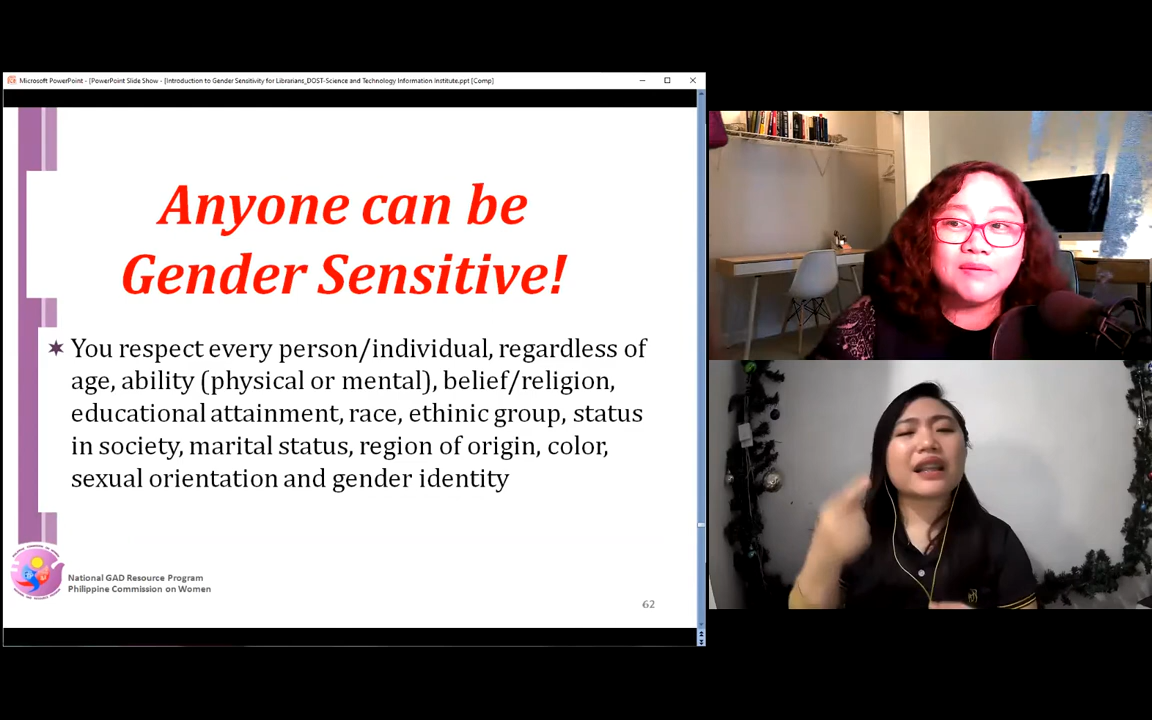 Microsoft PowerPoint - [PowerPoint Slide Show - [Introduction to Gender Sensitivity for Librarians_DOST-Science and Technology Information Institute.ppt [Comp]
Anyone can be
Gender Sensitive!
You respect every person/individual, regardless of
age, ability (physical or mental), belief/religion,
educational attainment, race, ethinic group, status
in society, marital status, region of origin, color,
sexual orientation and gender identity
National GAD Resource Program
Philippine Commission on Women
62